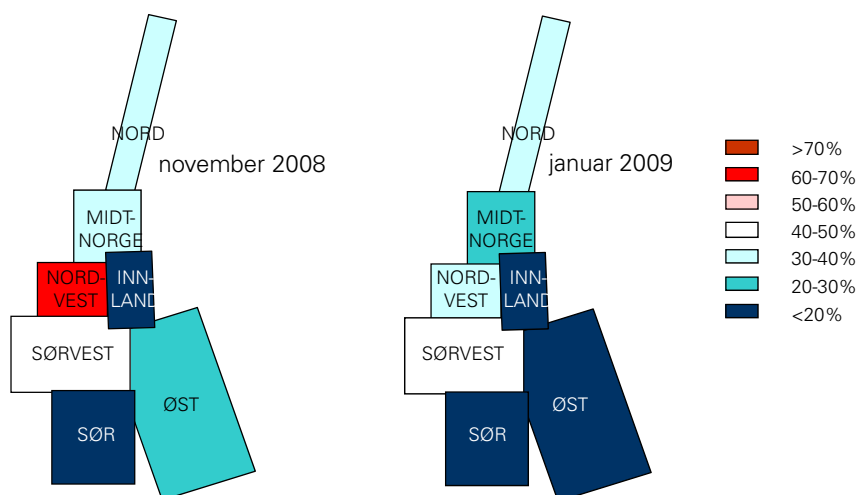 NORD
november 2008
MIDT-
NORGE
NORD-
VEST
INN-
LAND
SØRVEST
ØST
SØR
NORD
januar 2009
MIDT-
NORGE
NORD-
VEST
INN-
LAND
SØRVEST
ØST
SØR
>70%
60-70%
50-60%
40-50%
30-40%
20-30%
<20%